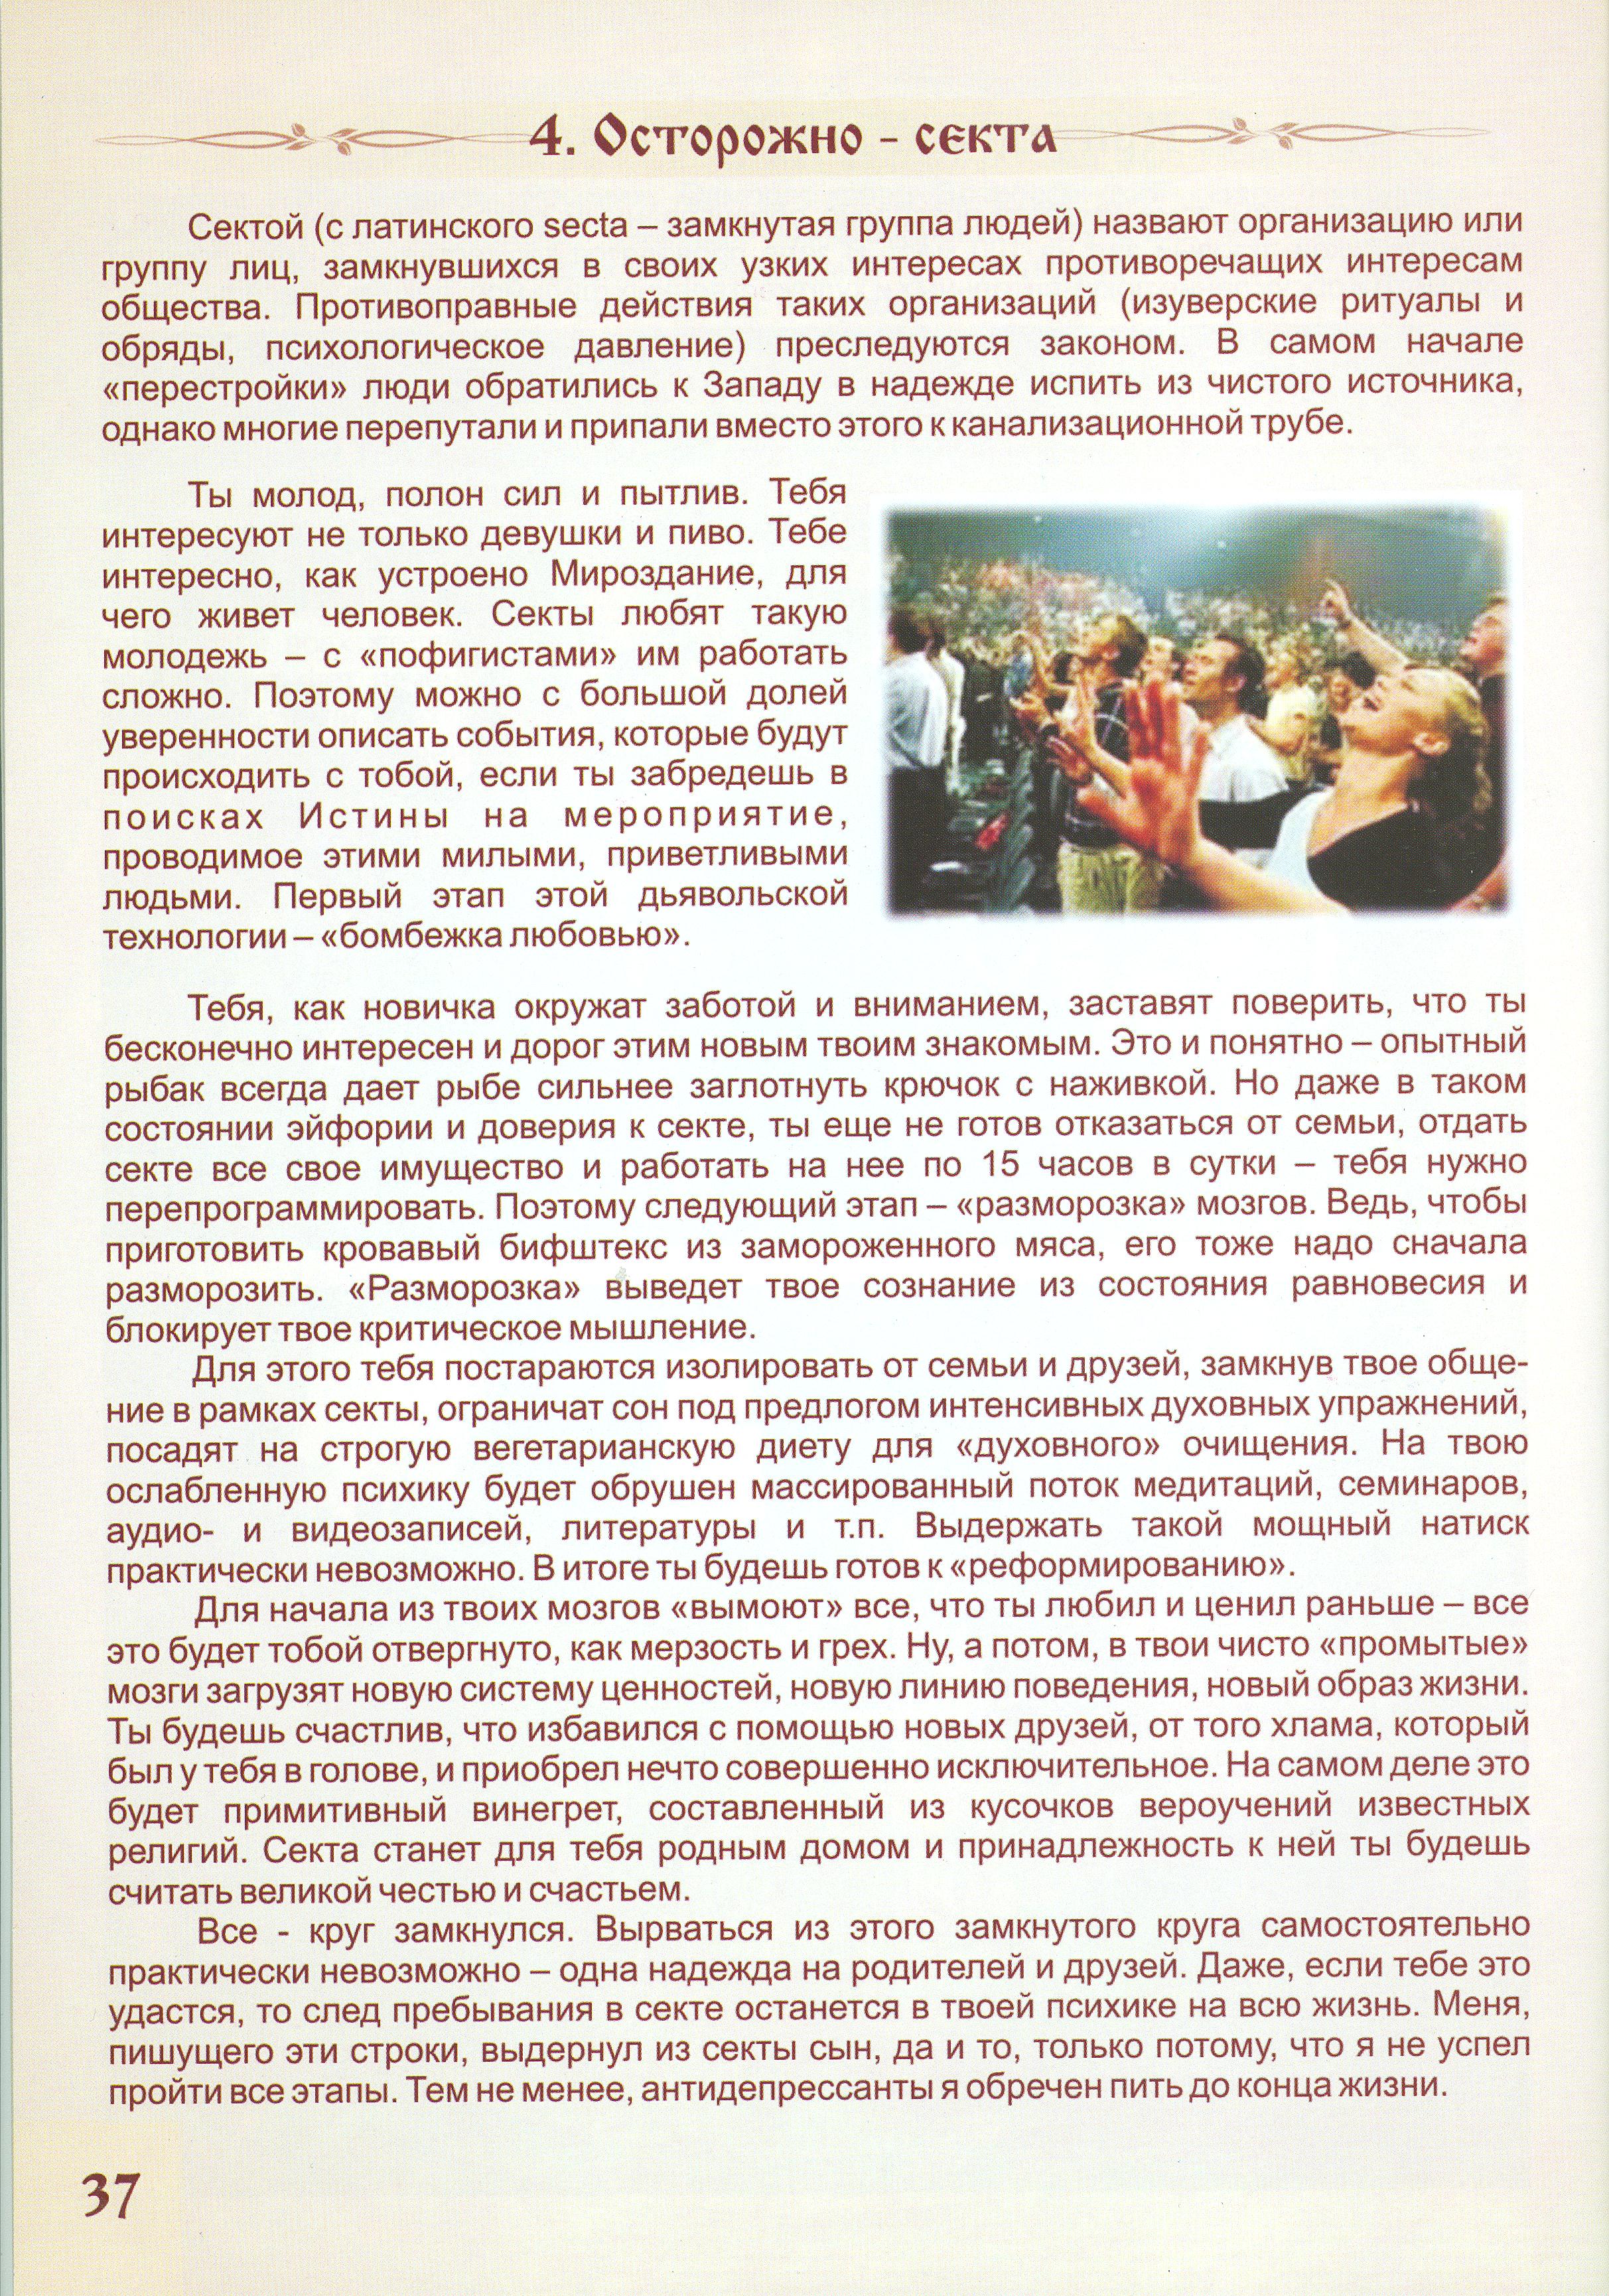 4. Осторожно - секта
Сектой (с латинского secta – замкнутая группа людей) назвают организацию или
группу лиц, замкнувшихся в своих узких интересах противоречащих интересам
общества. Противоправные действия таких организаций (изуверские ритуалы и
обряды, психологическое давление) преследуются законом. В самом начале
«перестройки» люди обратились к Западу в надежде испить из чистого источника,
однако многие перепутали и припали вместо этого к канализационной трубе.
Ты молод, полон сил и пытлив. Тебя
интересуют не только девушки и пиво. Тебе
интересно, как устроено Мироздание, для
чего живет человек. Секты любят такую
молодежь – с «пофигистами» им работать
сложно. Поэтому можно с большой долей
уверенности описать события, которые будут
происходить с тобой, если ты забредешь в
поисках Истины на мероприятие,
проводимое этими милыми, приветливыми
людьми. Первый этап этой дьявольской
технологии – «бомбежка любовью».
Тебя, как новичка окружат заботой и вниманием, заставят поверить, что ты
бесконечно интересен и дорог этим новым твоим знакомым. Это и понятно – опытный
рыбак всегда дает рыбе сильнее заглотнуть крючок с наживкой. Но даже в таком
состоянии эйфории и доверия к секте, ты еще не готов отказаться от семьи, отдать
секте все свое имущество и работать на нее по 15 часов в сутки – тебя нужно
перепрограммировать. Поэтому следующий этап – «разморозка» мозгов. Ведь, чтобы
приготовить кровавый бифштекс из замороженного мяса, его тоже надо сначала
разморозить. «Разморозка» выведет твое сознание из состояния равновесия и
блокирует твое критическое мышление.
Для этого тебя постараются изолировать от семьи и друзей, замкнув твое обще-
ние в рамках секты, ограничат сон под предлогом интенсивных духовных упражнений,
посадят на строгую вегетарианскую диету для «духовного» очищения. На твою
ослабленную психику будет обрушен массированный поток медитаций, семинаров,
аудио- и видеозаписей, литературы и т.п. Выдержать такой мощный натиск
практически невозможно. В итоге ты будешь готов к «реформированию».
Для начала из твоих мозгов «вымоют» все, что ты любил и ценил раньше – все
это будет тобой отвергнуто, как мерзость и грех. Ну, а потом, в твои чисто «промытые»
мозги загрузят новую систему ценностей, новую линию поведения, новый образ жизни.
Ты будешь счастлив, что избавился с помощью новых друзей, от того хлама, который
был у тебя в голове, и приобрел нечто совершенно исключительное. На самом деле это
будет примитивный винегрет, составленный из кусочков вероучений известных
религий. Секта станет для тебя родным домом и принадлежность к ней ты будешь
считать великой честью и счастьем.
Все - круг замкнулся. Вырваться из этого замкнутого круга самостоятельно
практически невозможно – одна надежда на родителей и друзей. Даже, если тебе это
удастся, то след пребывания в секте останется в твоей психике на всю жизнь. Меня,
пишущего эти строки, выдернул из секты сын, да и то, только потому, что я не успел
пройти все этапы. Тем не менее, антидепрессанты я обречен пить до конца жизни.
37